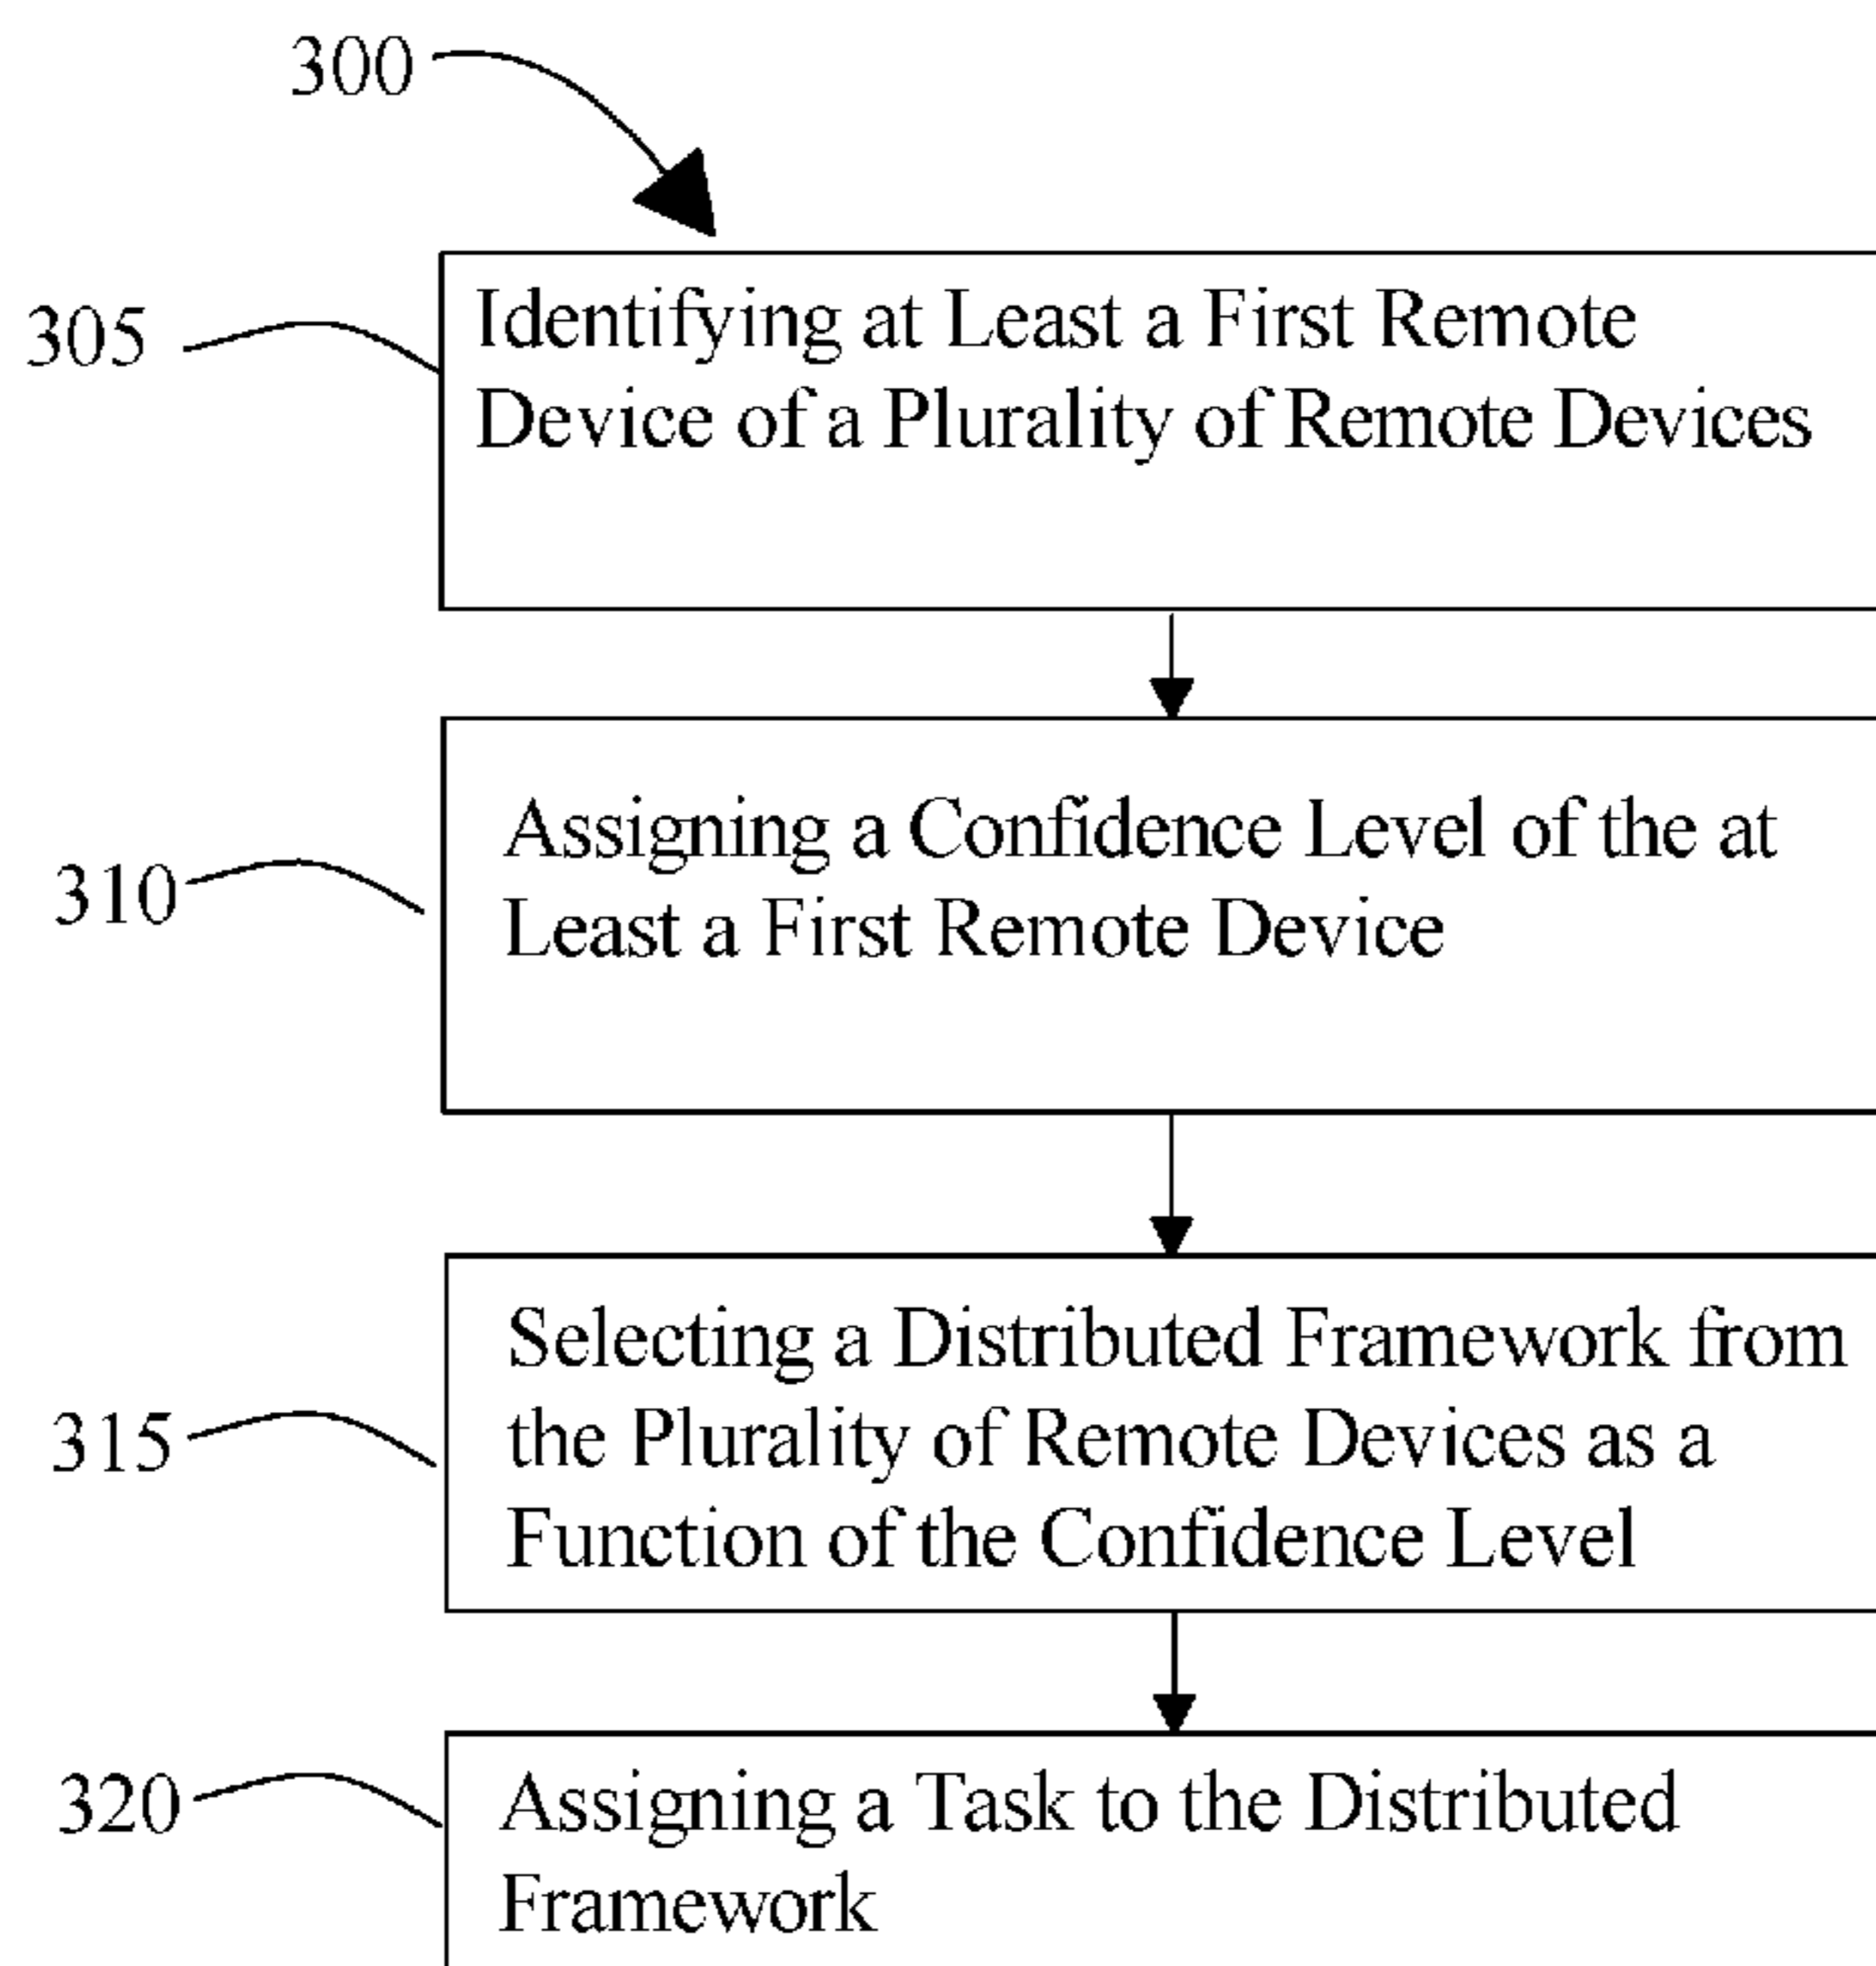 300
305
Identifying at Least a First Remote
Device of a Plurality of Remote Devices
310
Assigning a Confidence Level of the at
Least a First Remote Device
315
Selecting a Distributed Framework from
the Plurality of Remote Devices as a
Function of the Confidence Level
320
Assigning a Task to the Distributed
Framework